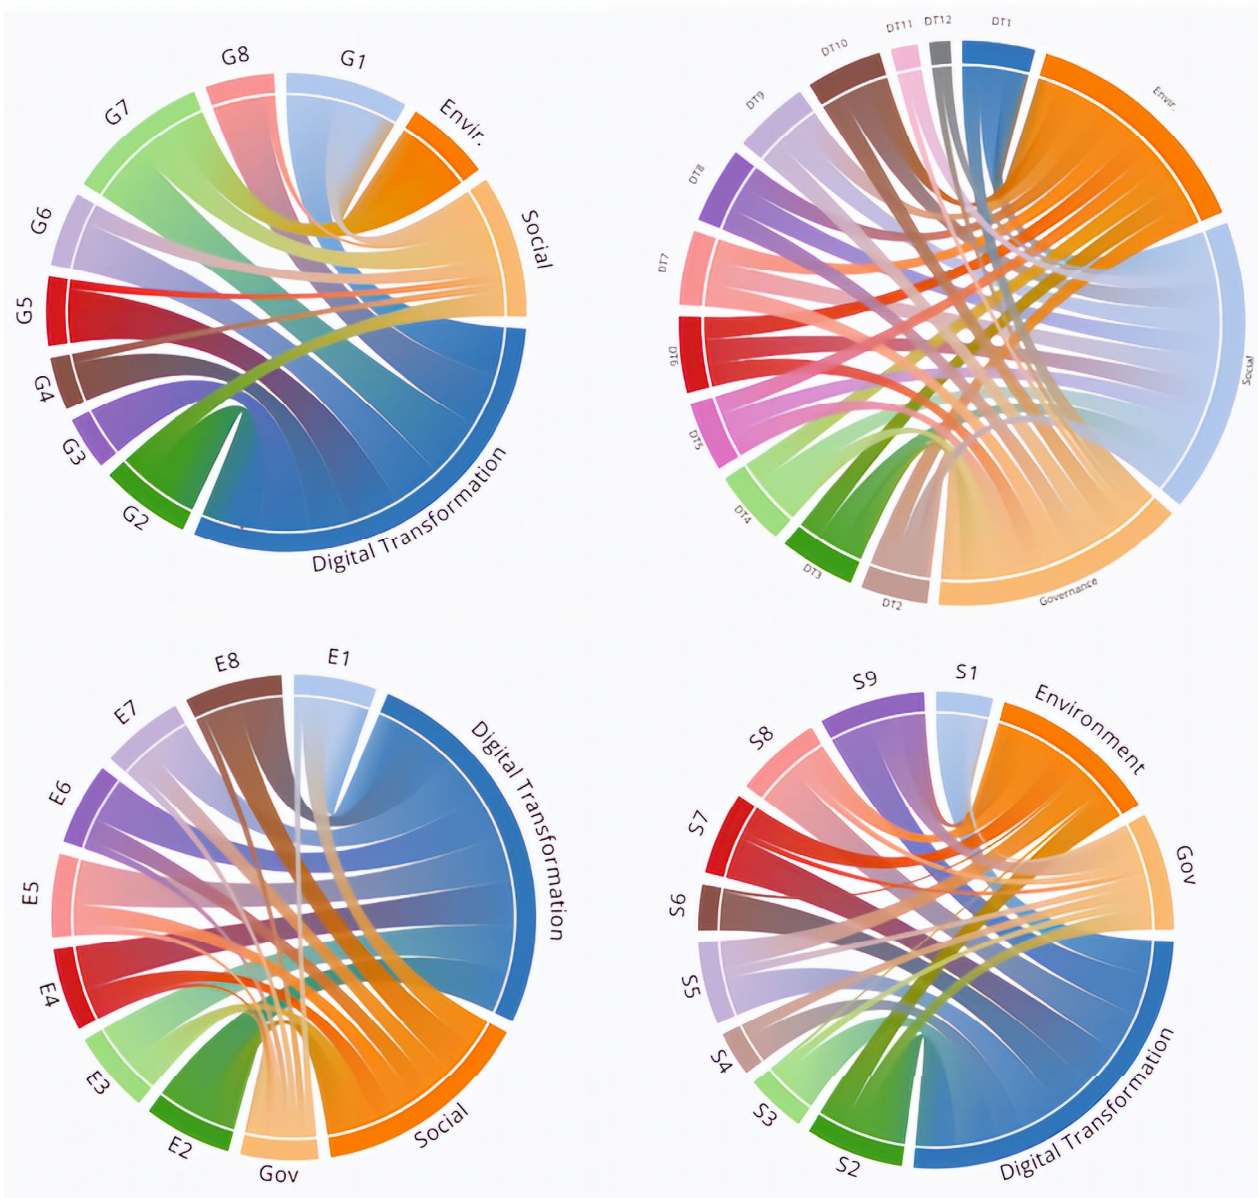 G8
G1
G7
Envir.
G6
Social
G5
G4
G3
G2
Digital Transformation
DT12
DT11
DT1
DT10
DT9
Envir.
DT8
DT7
DT6
Social
DT5
DT4
DT3
DT2
Governance
E8
E1
E7
Digital Transformation
E6
E5
E4
E3
E2
Gov
Social
S9
S1
S8
Environment
S7
Gov
S6
S5
S4
S3
S2
Digital Transformation